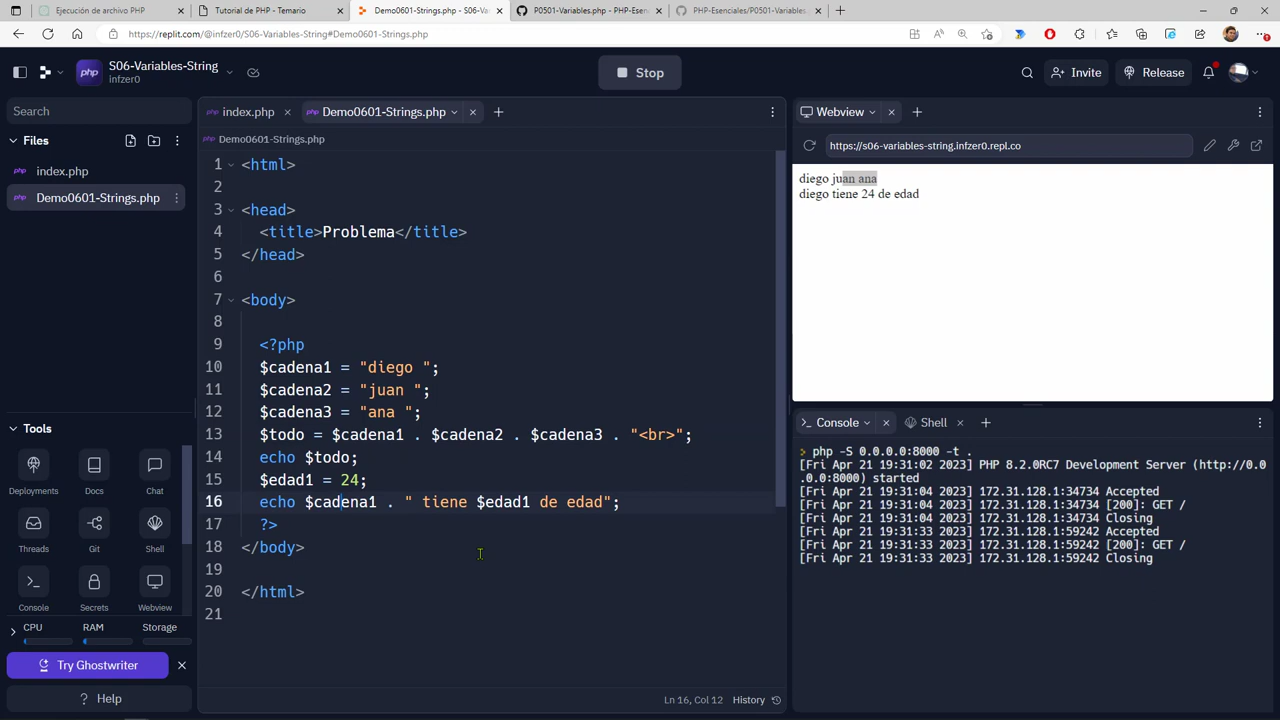 Ejecución de archivo PHP
Tutorial de PHP - Temario
Demo0601-Strings.php - S06-Va
P0501-Variables.php - PHP-Esen
PHP-Esenciales/P0501-Variables.
https://replit.com/@infzer0/S06-Variables-String#Demo0601-Strings.php
php
S06-Variables-String
infzer0
Stop
Invite
Release
Search
Files
index.php
Demo0601-Strings.php
Tools
Deployments
Docs
Chat
Threads
Git
Shell
Console
Secrets
Webview
CPU
RAM
Storage
Try Ghostwriter
? Help
php index.php
php Demo0601-Strings.php
php Demo0601-Strings.php
1 <html>
2
3 <head>
4 <title>Problema</title>
5 </head>
6
7 <body>
8
9 <?php
10 $cadena1 = "diego ";
11 $cadena2 = "juan ";
12 $cadena3 = "ana ";
13 $todo = $cadena1 . $cadena2 . $cadena3 . "<br>";
14 echo $todo;
15 $edad1 = 24;
16 echo $cadena1 . " tiene $edad1 de edad";
17 ?>
18 </body>
19
20 </html>
21
Ln 16, Col 12
History
Webview
https://s06-variables-string.infzer0.repl.co
diego juan ana
diego tiene 24 de edad
Console
Shell
php -S 0.0.0.0:8000 -t .
[Fri Apr 21 19:31:02 2023] PHP 8.2.0RC7 Development Server (http://0.0
.0.0:8000) started
[Fri Apr 21 19:31:04 2023] 172.31.128.1:34734 Accepted
[Fri Apr 21 19:31:04 2023] 172.31.128.1:34734 [200]: GET /
[Fri Apr 21 19:31:04 2023] 172.31.128.1:34734 Closing
[Fri Apr 21 19:31:33 2023] 172.31.128.1:59242 Accepted
[Fri Apr 21 19:31:33 2023] 172.31.128.1:59242 [200]: GET /
[Fri Apr 21 19:31:33 2023] 172.31.128.1:59242 Closing